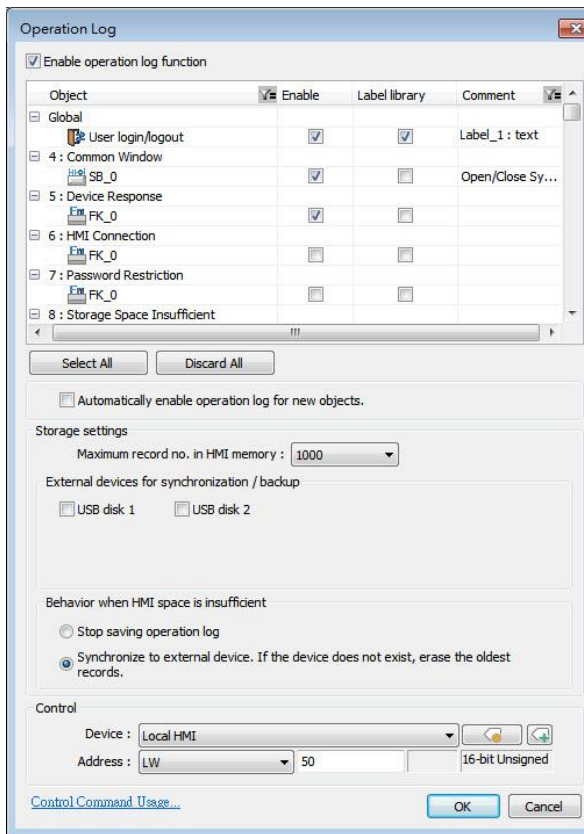 Operation Log
Enable operation log function
Object Enable Label library Comment
Global
User login/logout Label_1 : text
4 : Common Window
SB_0 Open/Close Sy...
5 : Device Response
FK_0
6 : HMI Connection
FK_0
7 : Password Restriction
FK_0
8 : Storage Space Insufficient
Select All Discard All
Automatically enable operation log for new objects.
Storage settings
Maximum record no. in HMI memory : 1000
External devices for synchronization / backup
USB disk 1 USB disk 2
Behavior when HMI space is insufficient
Stop saving operation log
Synchronize to external device. If the device does not exist, erase the oldest
records.
Control
Device : Local HMI
Address : LW 50 16-bit Unsigned
Control Command Usage... OK Cancel